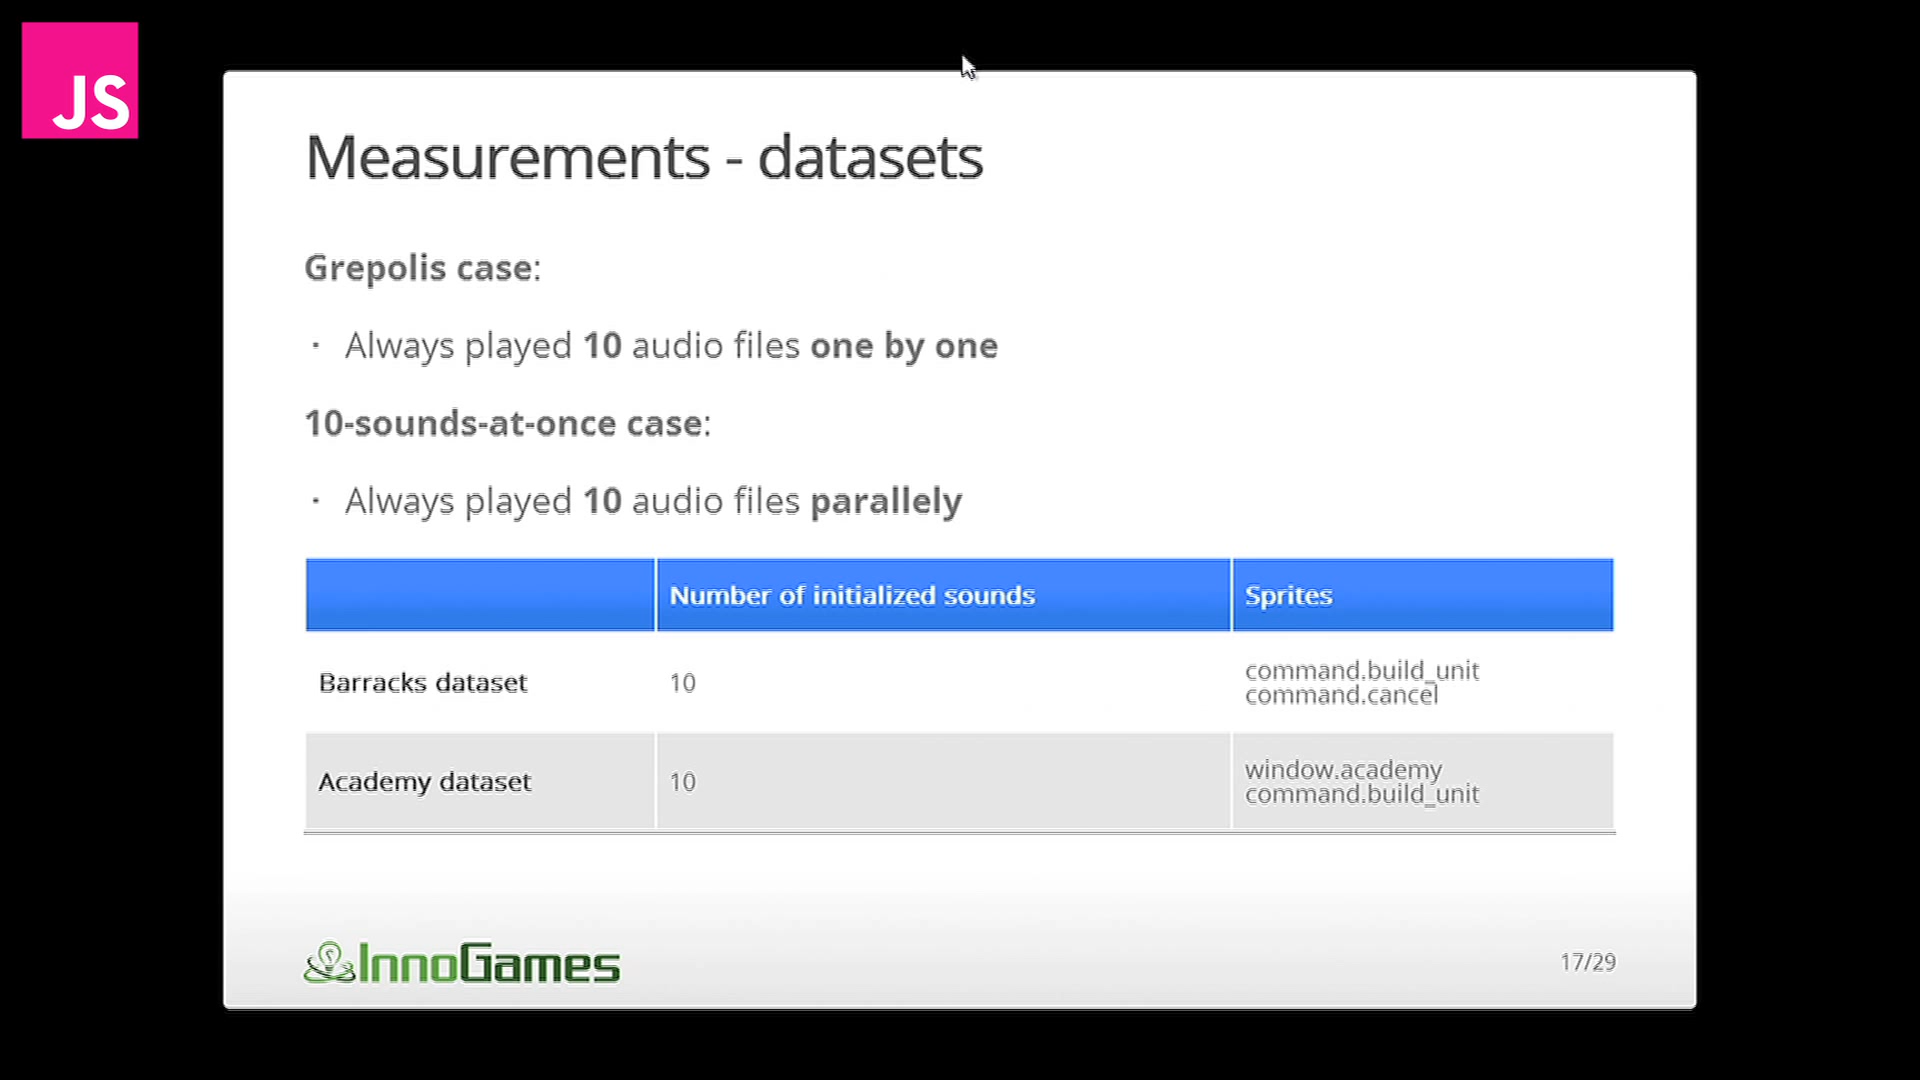 JS
Measurements - datasets
Grepolis case:
· Always played 10 audio files one by one
10-sounds-at-once case:
· Always played 10 audio files parallely
Number of initialized sounds Sprites
Barracks dataset 10 command.build_unit
command.cancel
Academy dataset 10 window.academy
command.build_unit
InnoGames 17/29